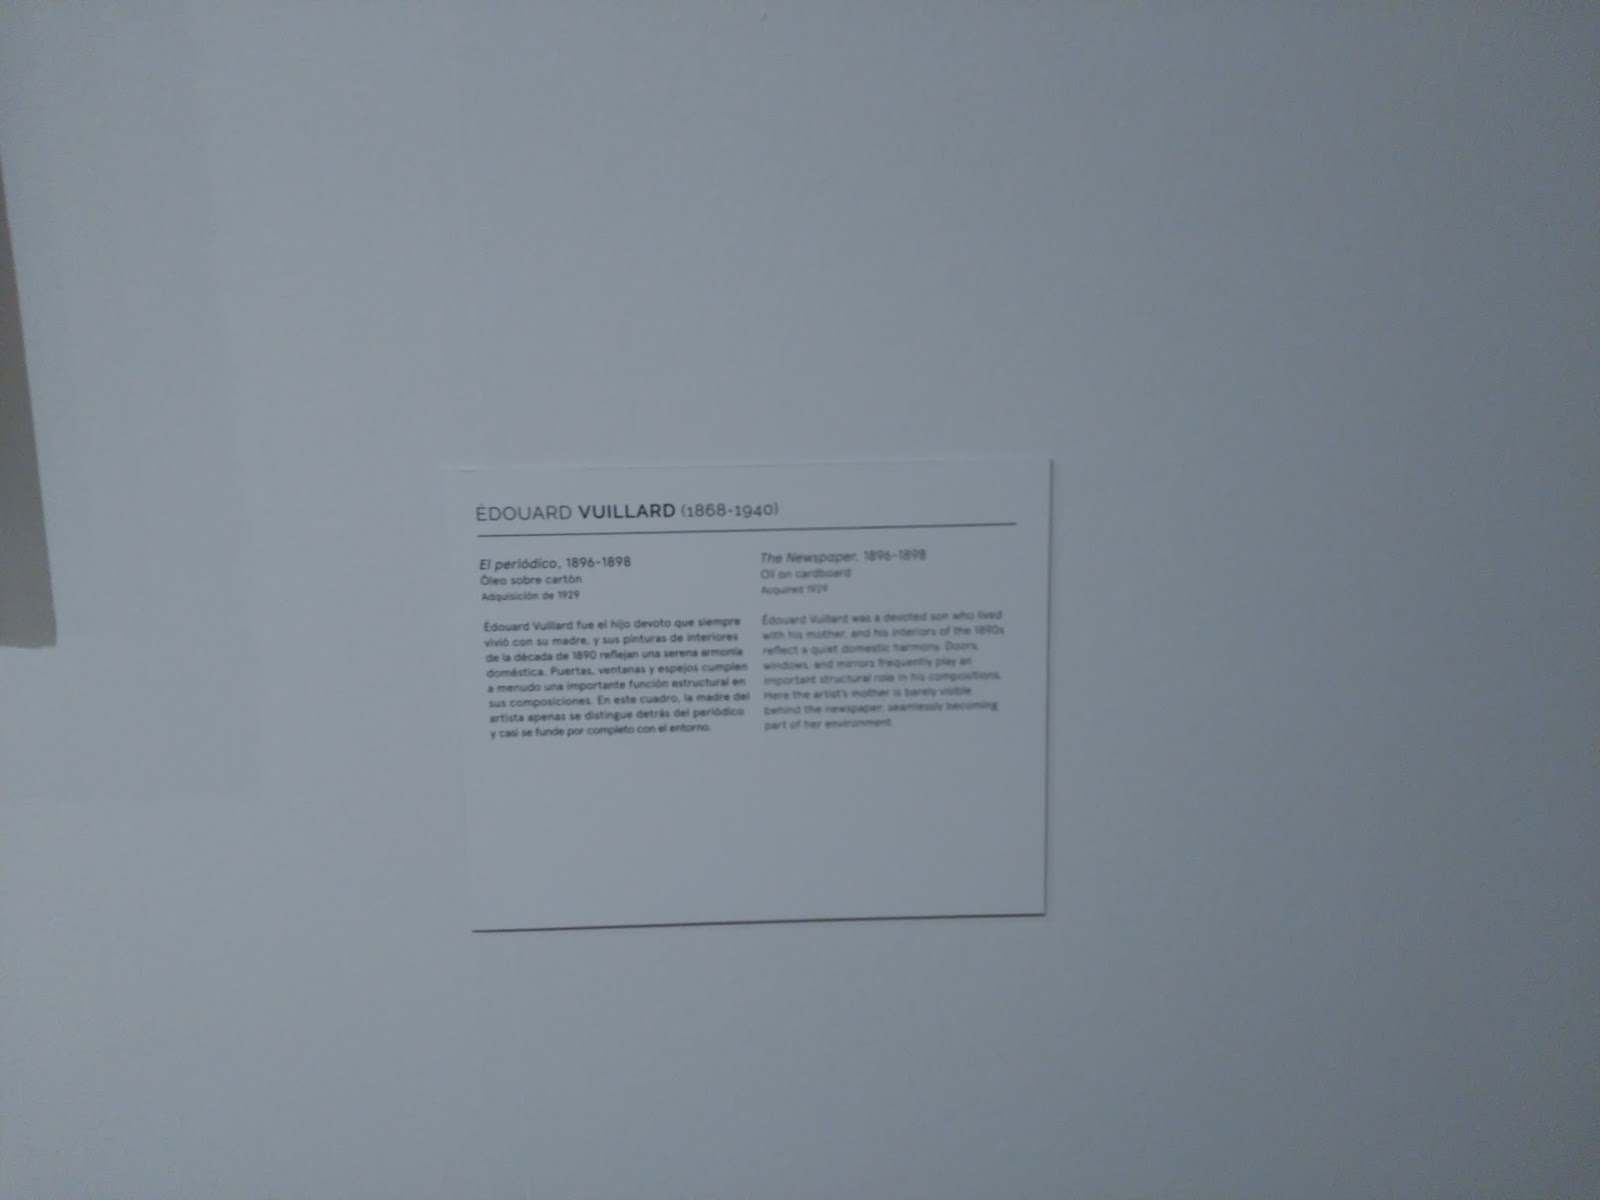 ÉDOUARD VUILLARD (1868-1940)
El periódico, 1896-1898
Óleo sobre cartón
Adquisición de 1929
Édouard Vuillard fue el hijo devoto que siempre
vivió con su madre, y sus pinturas de interiores
de la década de 1890 reflejan una serena armonía
doméstica. Puertas, ventanas y espejos cumplen
a menudo una importante función estructural en
sus composiciones. En este cuadro, la madre del
artista apenas se distingue detrás del periódico
y casi se funde por completo con el entorno.
The Newspaper, 1896-1898
Oil on cardboard
Acquired 1929
Édouard Vuillard was a devoted son who lived
with his mother, and his interiors of the 1890s
reflect a quiet domestic harmony. Doors,
windows, and mirrors frequently play an
important structural role in his compositions.
Here the artist's mother is barely visible
behind the newspaper, seamlessly becoming
part of her environment.